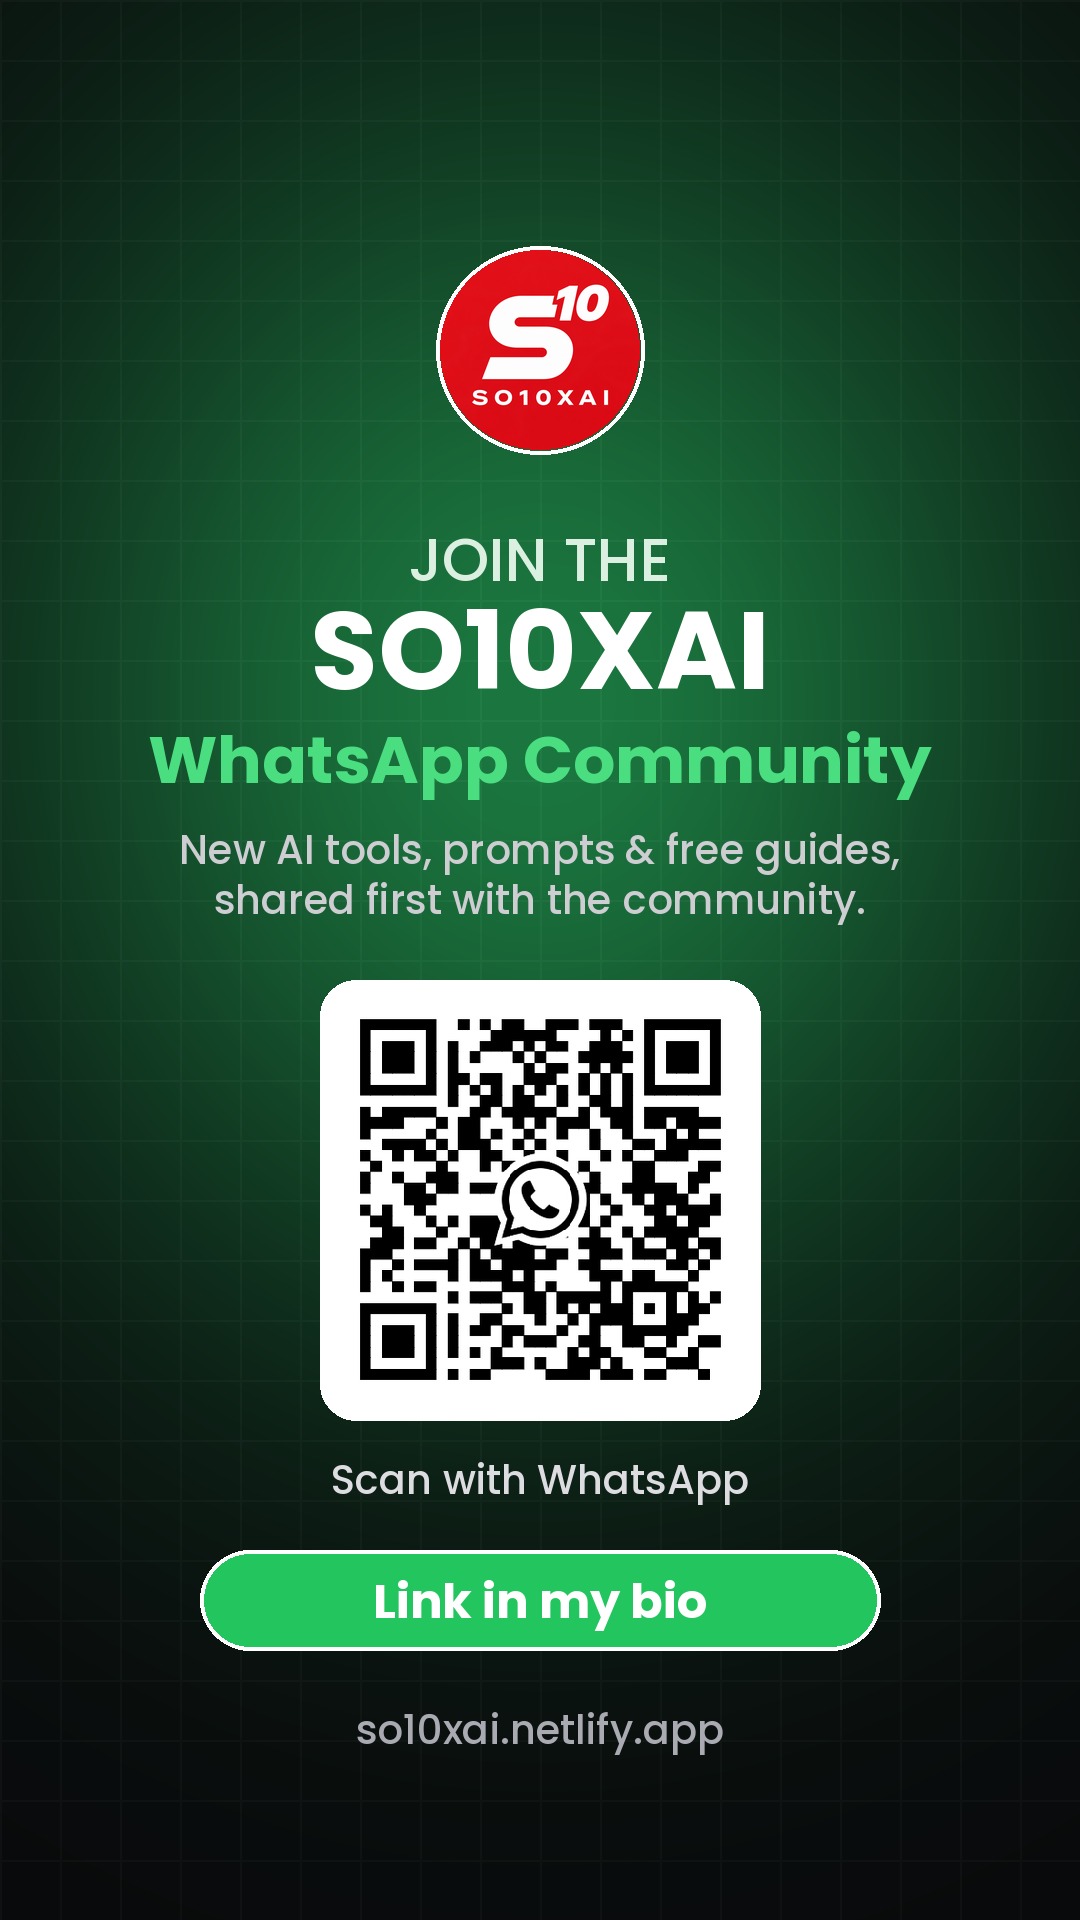 S10
SO10XAI
JOIN THE
SO10XAI
WhatsApp Community
New AI tools, prompts & free guides,
shared first with the community.
Scan with WhatsApp
Link in my bio
so10xai.netlify.app